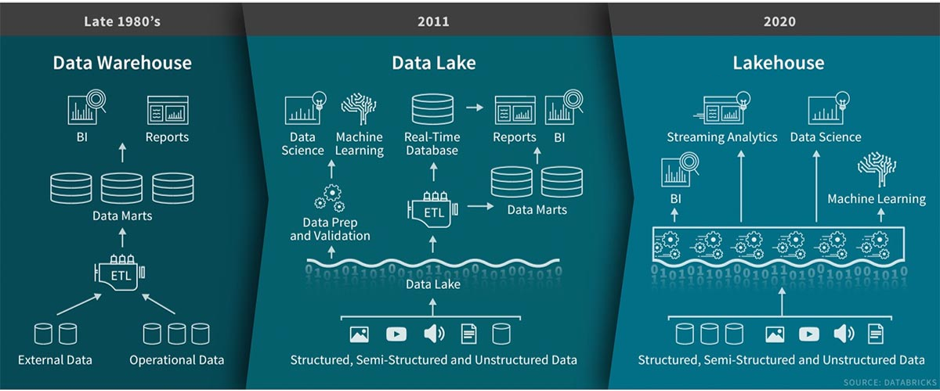 Late 1980's
Data Warehouse
BI
Reports
Data Marts
ETL
External Data
Operational Data
2011
Data Lake
Data
Science
Machine
Learning
Real-Time
Database
Reports
BI
Data Prep
and Validation
ETL
Data Marts
Data Lake
Structured, Semi-Structured and Unstructured Data
2020
Lakehouse
Streaming Analytics
Data Science
BI
Machine Learning
Structured, Semi-Structured and Unstructured Data
SOURCE: DATABRICKS